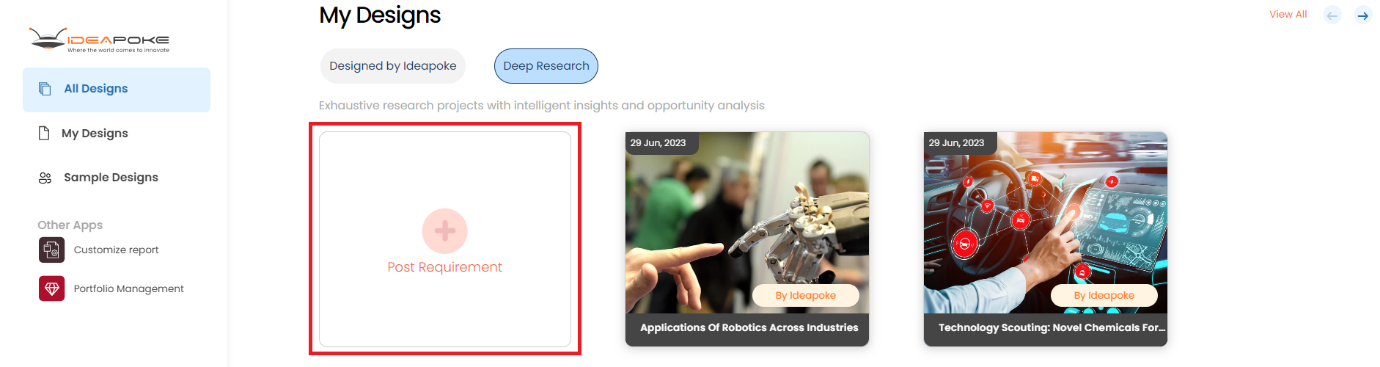 IDEAPOKE
Where the world comes to innovate
All Designs
My Designs
Sample Designs
Other Apps
Customize report
Portfolio Management
My Designs
View All
Designed by Ideapoke
Deep Research
Exhaustive research projects with intelligent insights and opportunity analysis
Post Requirement
29 Jun, 2023
By Ideapoke
Applications Of Robotics Across Industries
29 Jun, 2023
By Ideapoke
Technology Scouting: Novel Chemicals For...